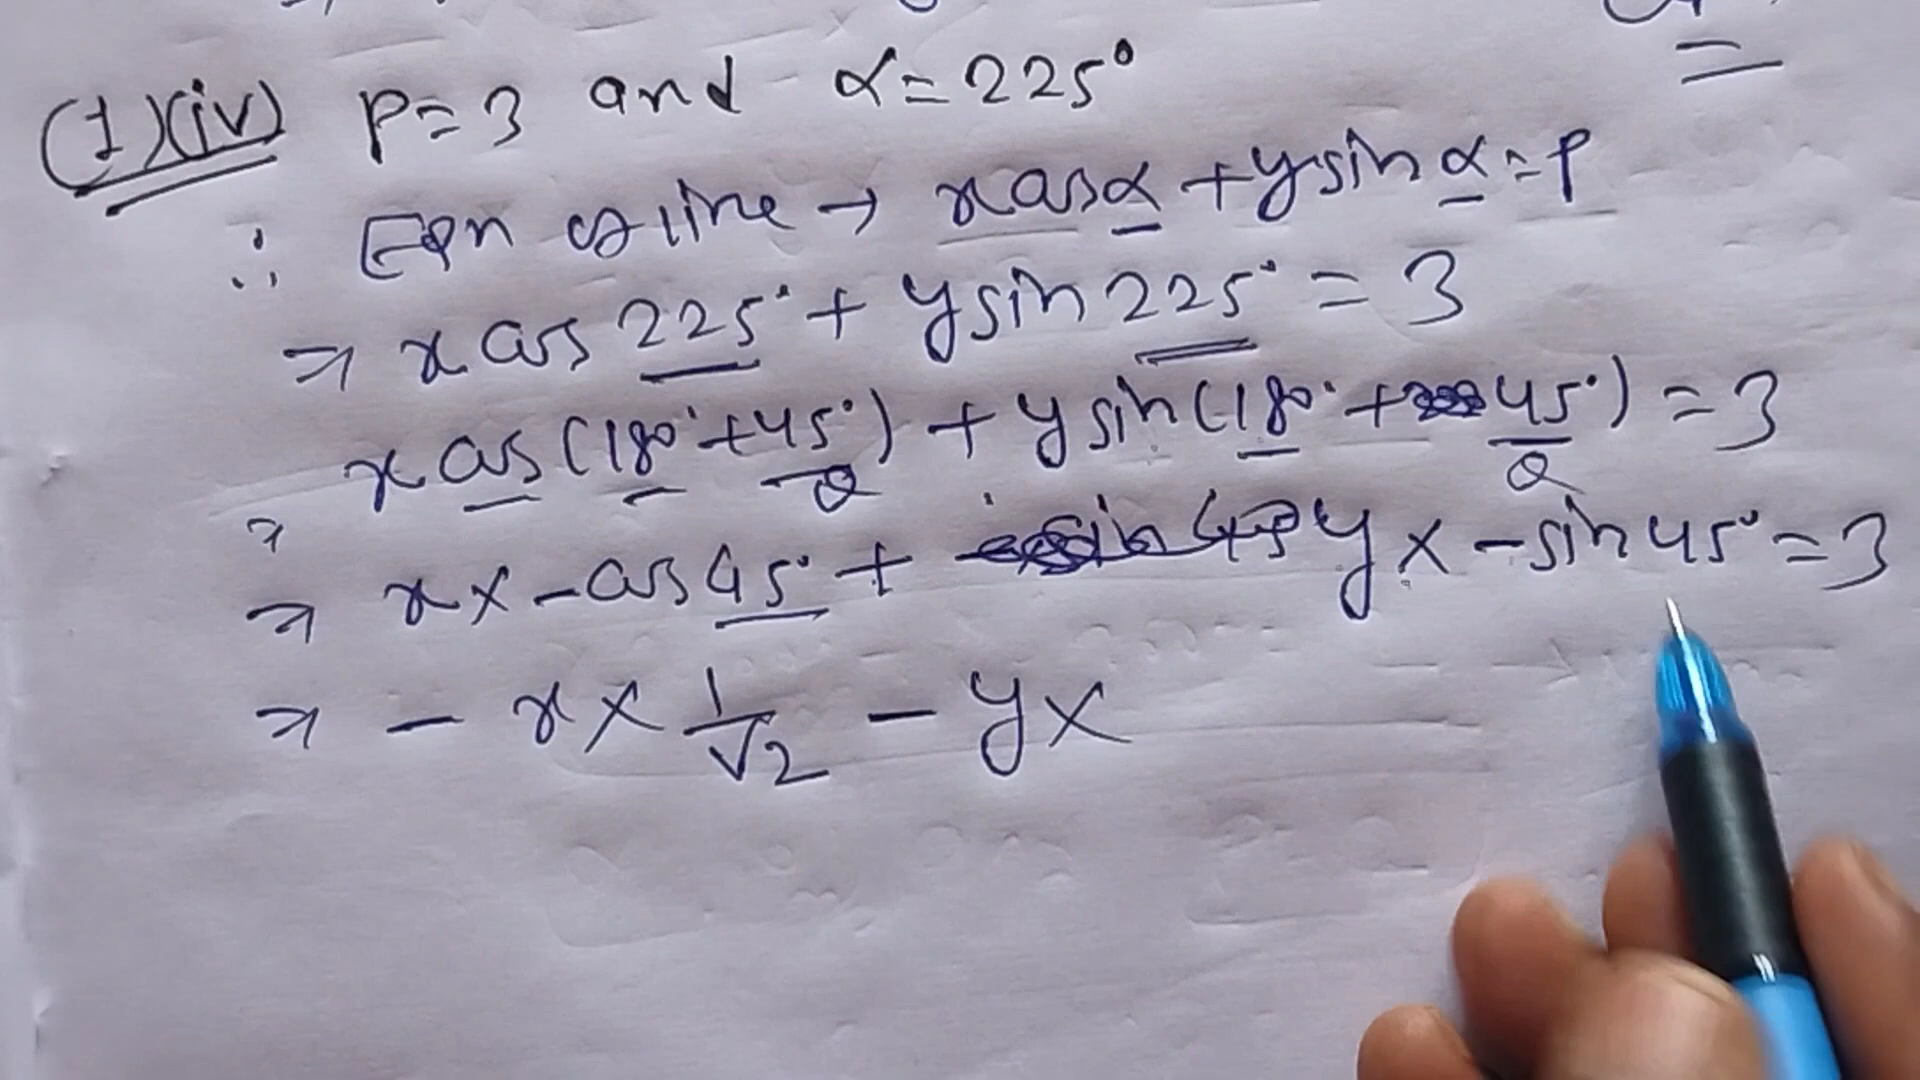 (1)(iv) P=3 and α=225°
∴ Eqn of line → x cos α + y sin α = P
⇒ x cos 225° + y sin 225° = 3
⇒ x cos (180° + 45°) + y sin (180° + 45°) = 3
⇒ x × - cos 45° + y × - sin 45° = 3
⇒ - x × 1/√2 - y ×